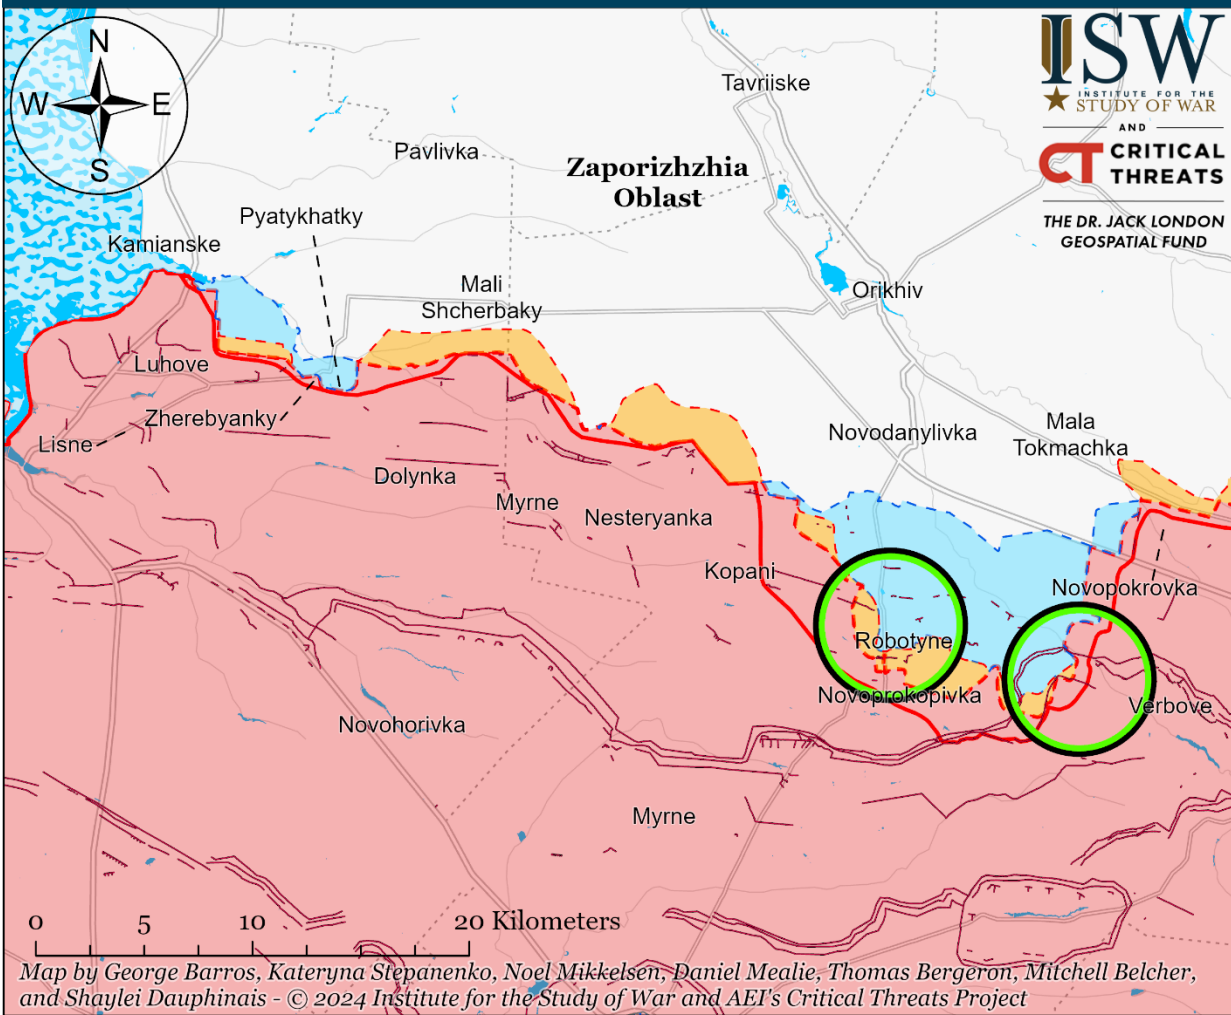 N
W
E
S
ISW
INSTITUTE FOR THE
STUDY OF WAR
AND
CT CRITICAL
THREATS
THE DR. JACK LONDON
GEOSPATIAL FUND
Tavriiske
Pavlivka
Zaporizhzhia
Oblast
Pyatykhatky
Kamianske
Mali
Shcherbaky
Orikhiv
Luhove
Zherebyanky
Lisne
Novodanylivka
Mala
Tokmachka
Dolynka
Myrne
Nesteryanka
Kopani
Novopokrovka
Robotyne
Novoprokopivka
Verbove
Novohorivka
Myrne
0 5 10 20 Kilometers
Map by George Barros, Kateryna Stepanenko, Noel Mikkelsen, Daniel Mealie, Thomas Bergeron, Mitchell Belcher,
and Shaylei Dauphinais - © 2024 Institute for the Study of War and AEI's Critical Threats Project